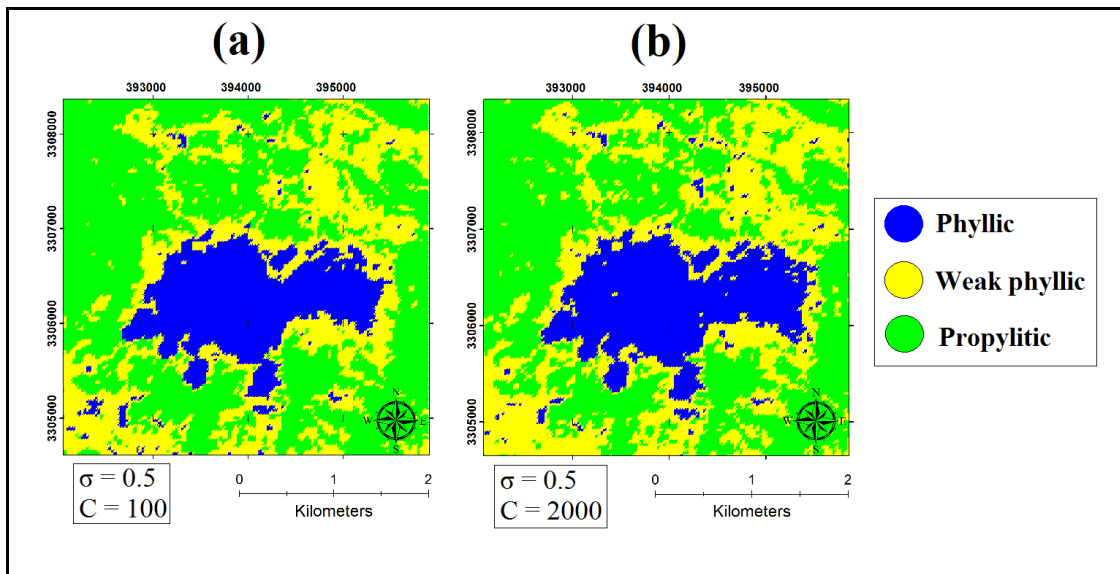 (a)
(b)
393000 394000 395000
393000 394000 395000
3308000
3307000
3306000
3305000
3308000
3307000
3306000
3305000
N
W E
S
N
W E
S
Phyllic
Weak phyllic
Propylitic
σ = 0.5
C = 100
0 1 2
Kilometers
σ = 0.5
C = 2000
0 1 2
Kilometers